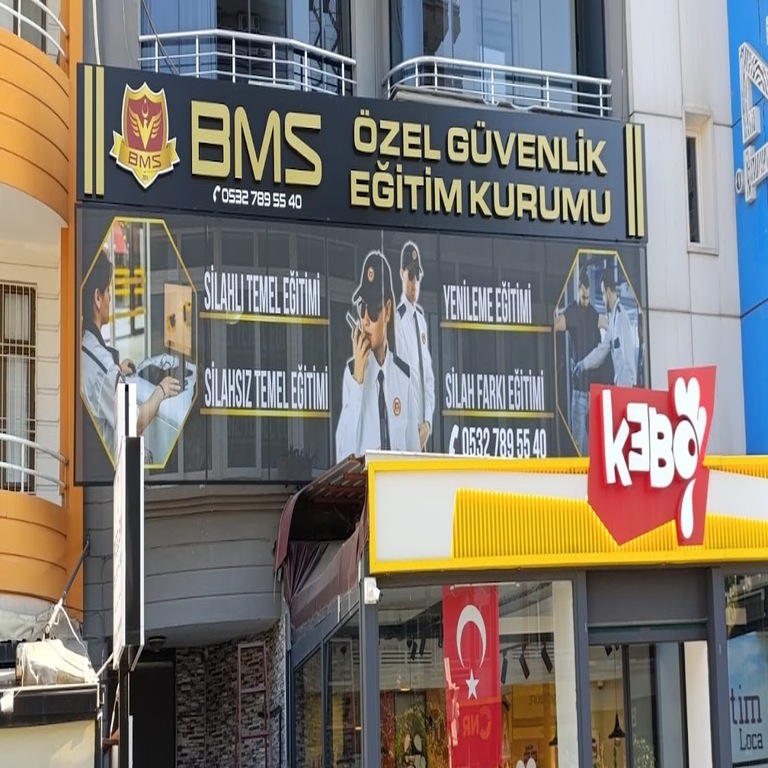 BMS
BMS
ÖZEL GÜVENLİK
EĞİTİM KURUMU
0532 789 55 40
SİLAHLI TEMEL EĞİTİMİ
YENİLEME EĞİTİMİ
SİLAHSIZ TEMEL EĞİTİMİ
SİLAH FARKI EĞİTİMİ
0532 789 55 40
KEBO
tim
Loca